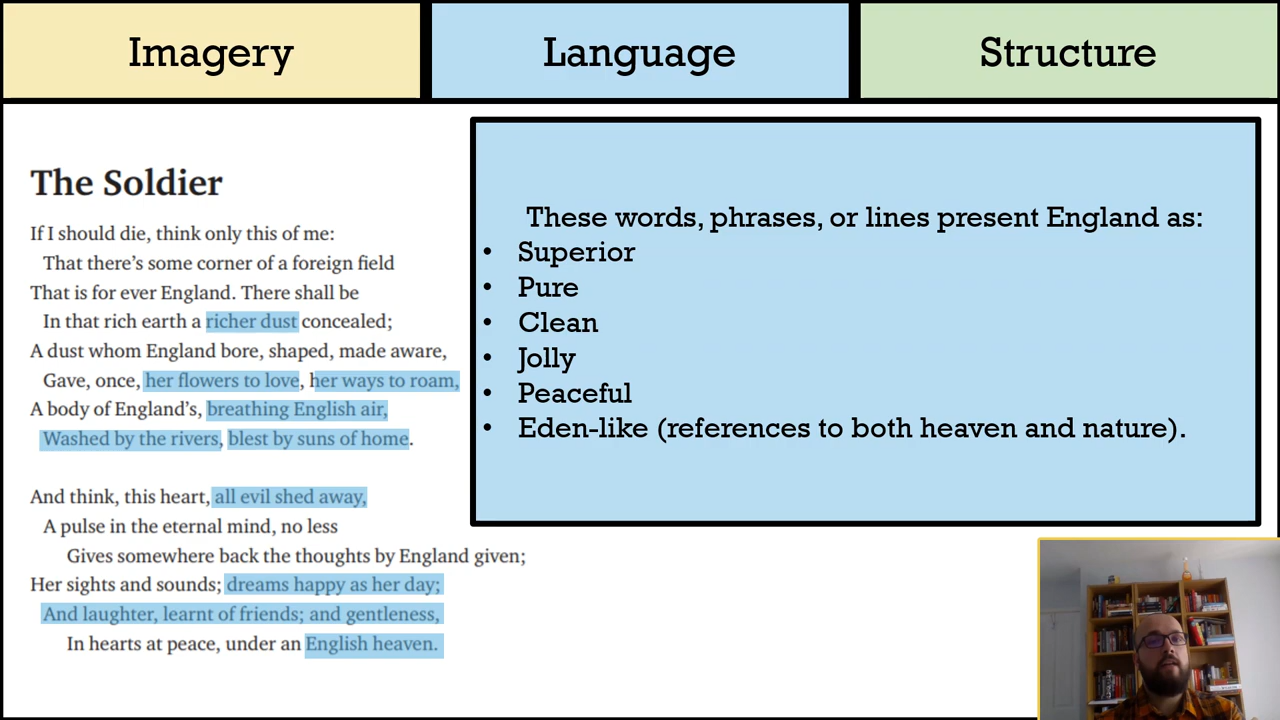 Imagery
Language
Structure
The Soldier
If I should die, think only this of me:
That there's some corner of a foreign field
That is for ever England. There shall be
In that rich earth a richer dust concealed;
A dust whom England bore, shaped, made aware,
Gave, once, her flowers to love, her ways to roam,
A body of England's, breathing English air,
Washed by the rivers, blest by suns of home.
And think, this heart, all evil shed away,
A pulse in the eternal mind, no less
Gives somewhere back the thoughts by England given;
Her sights and sounds; dreams happy as her day;
And laughter, learnt of friends; and gentleness,
In hearts at peace, under an English heaven.
These words, phrases, or lines present England as:
• Superior
• Pure
• Clean
• Jolly
• Peaceful
• Eden-like (references to both heaven and nature).